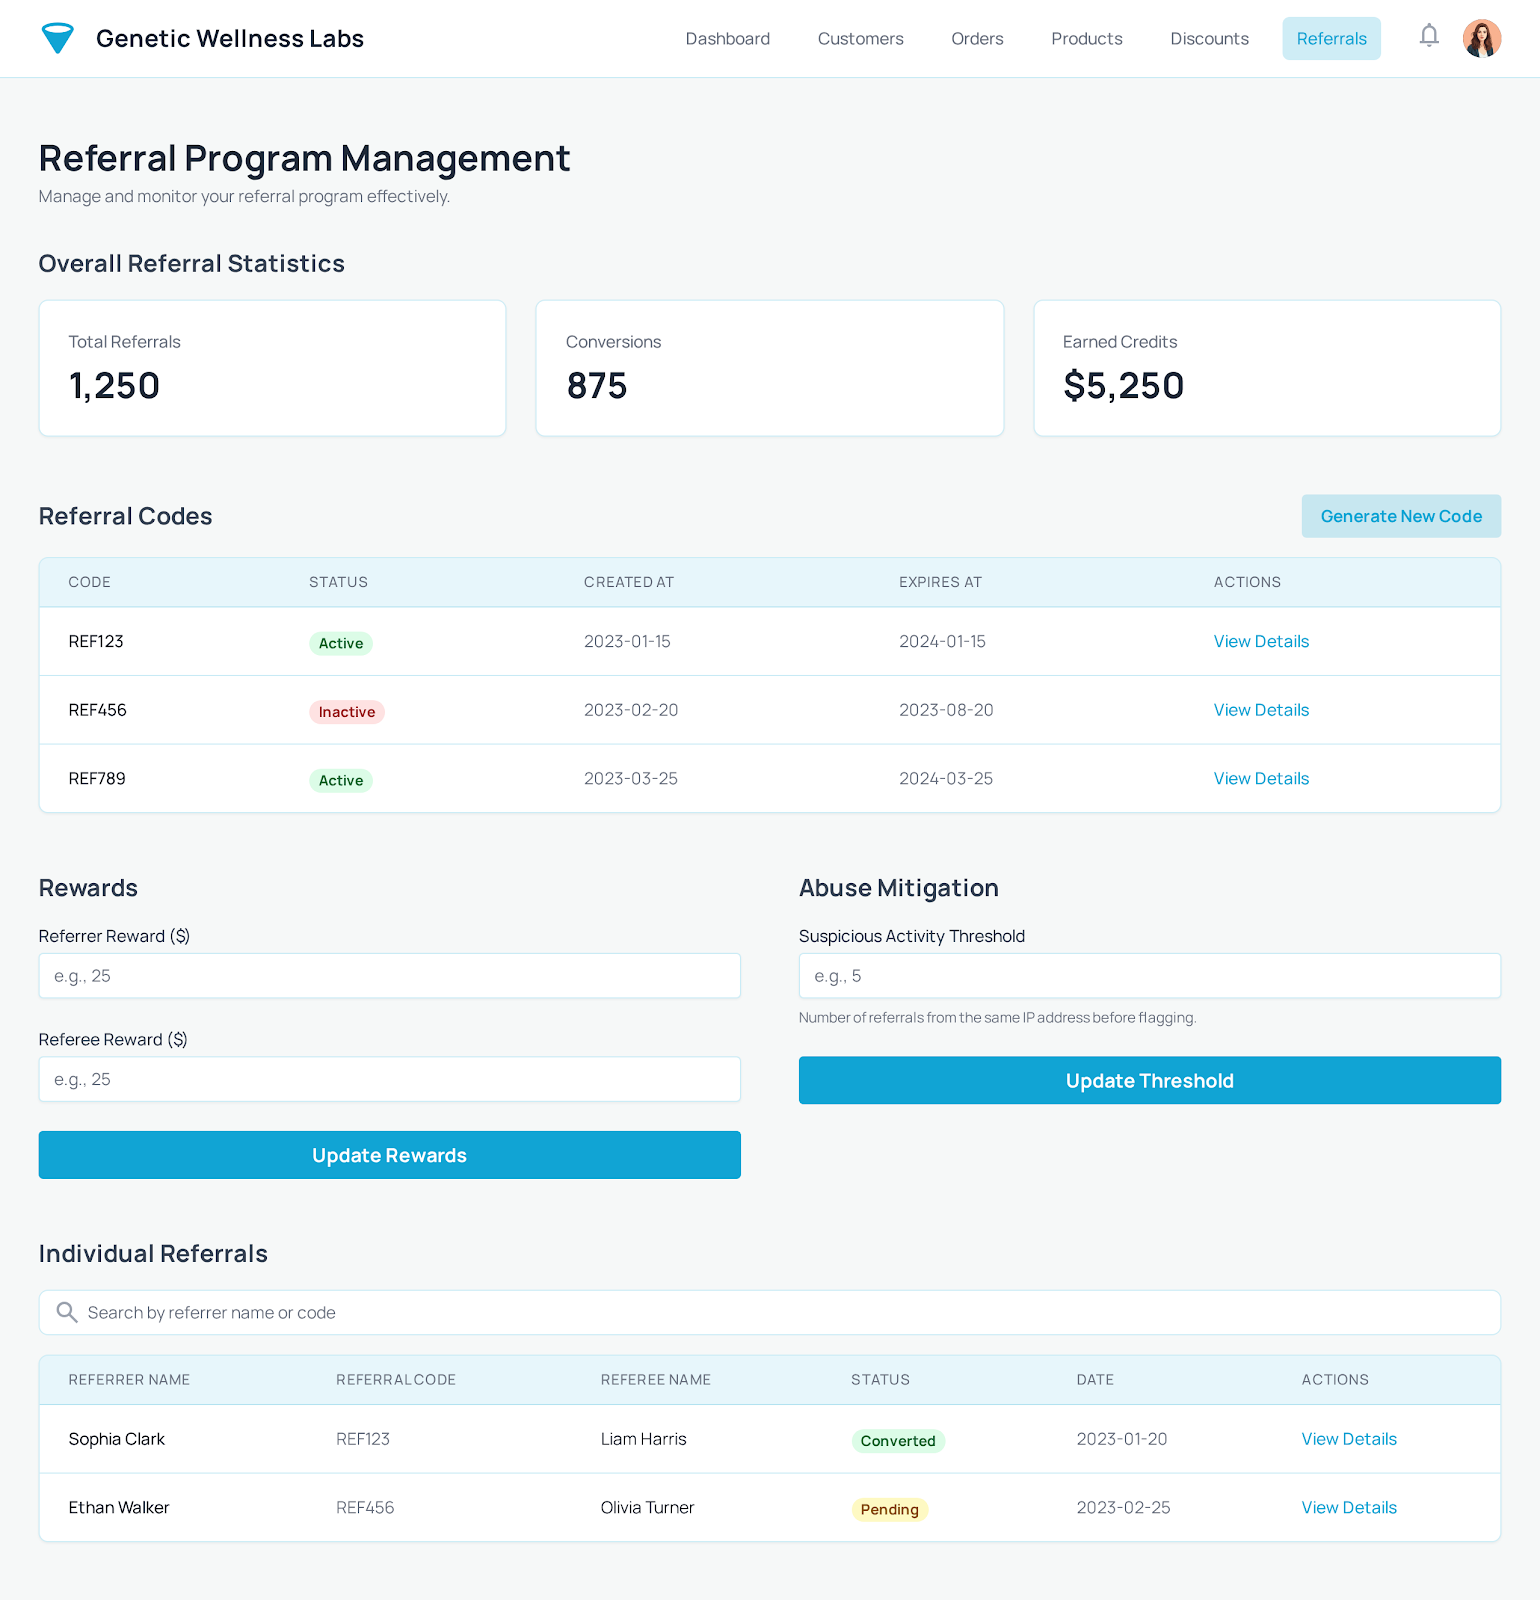 Genetic Wellness Labs
Dashboard Customers Orders Products Discounts Referrals
Referral Program Management
Manage and monitor your referral program effectively.
Overall Referral Statistics
Total Referrals Conversions Earned Credits
1,250 875 $5,250
Referral Codes Generate New Code
CODE STATUS CREATED AT EXPIRES AT ACTIONS
REF123 Active 2023-01-15 2024-01-15 View Details
REF456 Inactive 2023-02-20 2023-08-20 View Details
REF789 Active 2023-03-25 2024-03-25 View Details
Rewards
Referrer Reward ($)
e.g., 25
Referee Reward ($)
e.g., 25
Update Rewards
Abuse Mitigation
Suspicious Activity Threshold
e.g., 5
Number of referrals from the same IP address before flagging.
Update Threshold
Individual Referrals
Search by referrer name or code
REFERRER NAME REFERRAL CODE REFEREE NAME STATUS DATE ACTIONS
Sophia Clark REF123 Liam Harris Converted 2023-01-20 View Details
Ethan Walker REF456 Olivia Turner Pending 2023-02-25 View Details